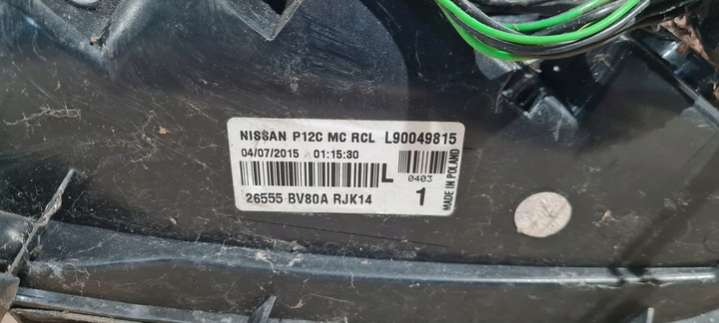 NISSAN P12C MC RCL L90049815
04/07/2015 01:15:30
L 0403
26555 BV80A RJK14 1
MADE IN POLAND